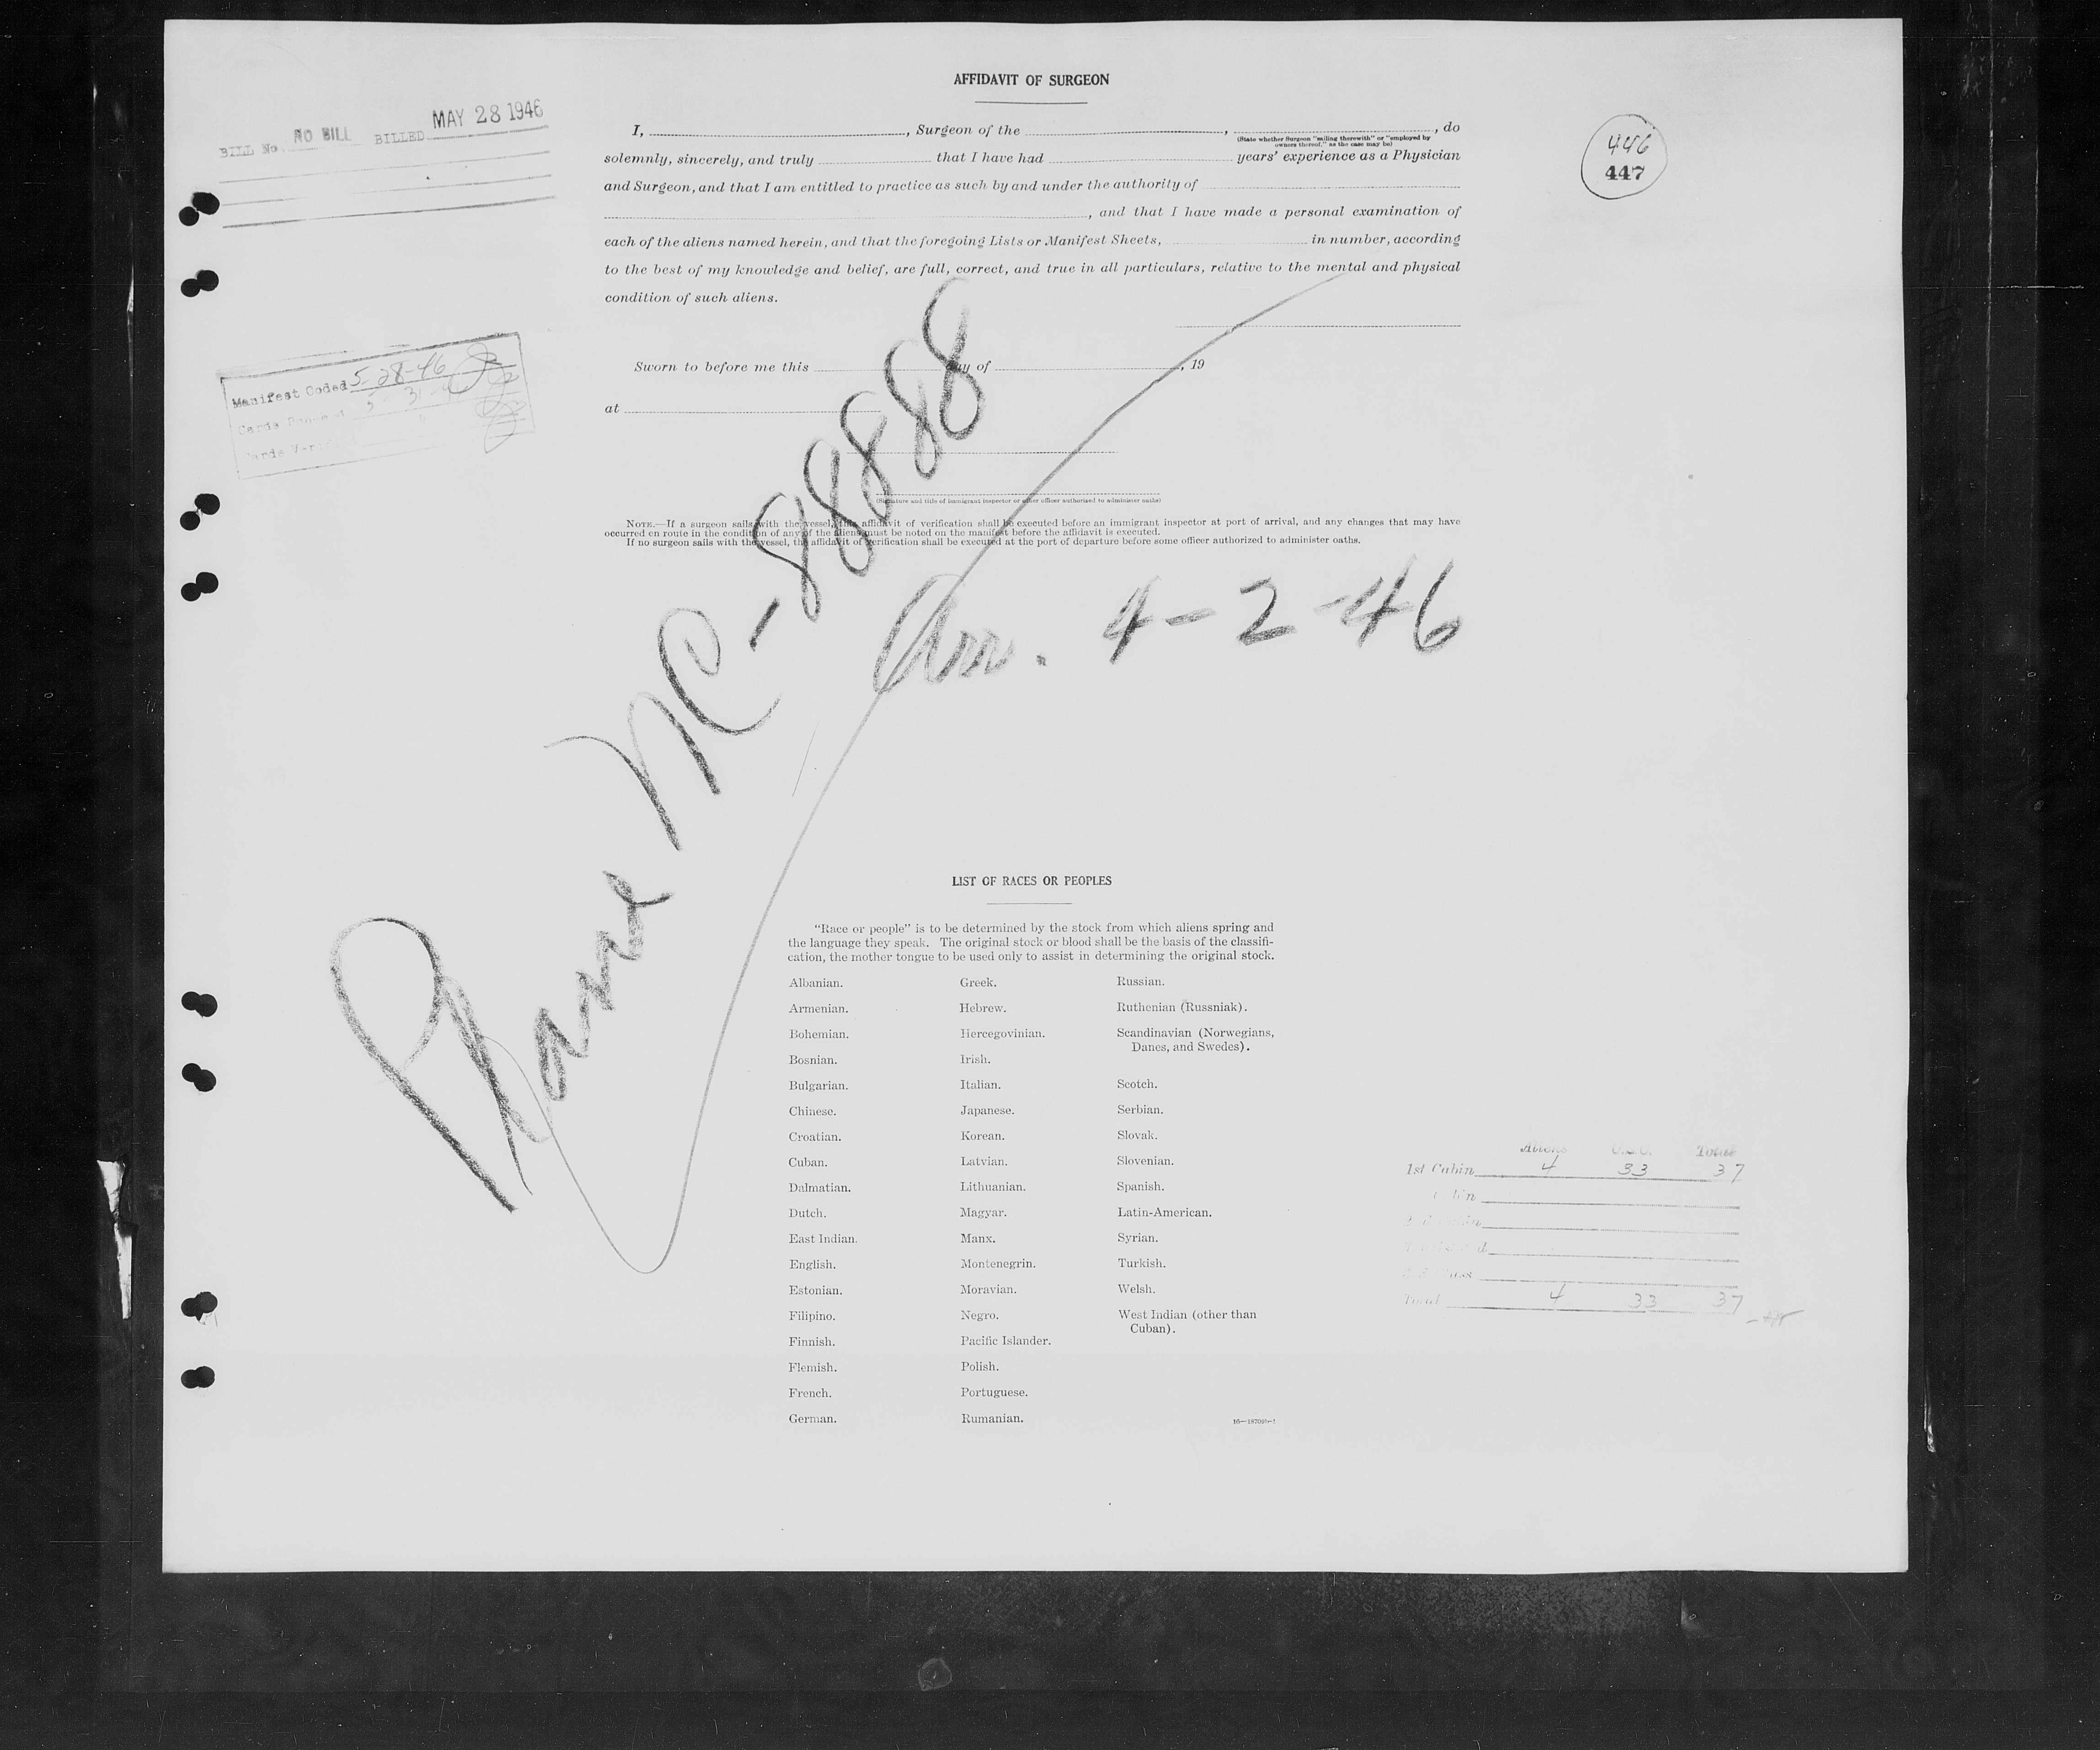 AFFIDAVIT OF SURGEON
BILL No. NO BILL BILLED MAY 28 1946
446
447
I, , Surgeon of the , , do
(State whether Surgeon "sailing therewith" or "employed by
owners thereof," as the case may be)
solemnly, sincerely, and truly that I have had years' experience as a Physician
and Surgeon, and that I am entitled to practice as such by and under the authority of
, and that I have made a personal examination of
each of the aliens named herein, and that the foregoing Lists or Manifest Sheets, in number, according
to the best of my knowledge and belief, are full, correct, and true in all particulars, relative to the mental and physical
condition of such aliens.
Manifest Coded 5-28-46
Cards
Cards
Sworn to before me this day of , 19
at
(Signature and title of immigrant inspector or other officer authorized to administer oaths)
NOTE.—If a surgeon sails with the vessel, the affidavit of verification shall be executed before an immigrant inspector at port of arrival, and any changes that may have
occurred en route in the condition of any of the aliens must be noted on the manifest before the affidavit is executed.
If no surgeon sails with the vessel, the affidavit of verification shall be executed at the port of departure before some officer authorized to administer oaths.
Plane NC-88888
Arr. 4-2-46
LIST OF RACES OR PEOPLES
"Race or people" is to be determined by the stock from which aliens spring and
the language they speak. The original stock or blood shall be the basis of the classifi-
cation, the mother tongue to be used only to assist in determining the original stock.
Albanian.
Armenian.
Bohemian.
Bosnian.
Bulgarian.
Chinese.
Croatian.
Cuban.
Dalmatian.
Dutch.
East Indian.
English.
Estonian.
Filipino.
Finnish.
Flemish.
French.
German.
Greek.
Hebrew.
Hercegovinian.
Irish.
Italian.
Japanese.
Korean.
Latvian.
Lithuanian.
Magyar.
Manx.
Montenegrin.
Moravian.
Negro.
Pacific Islander.
Polish.
Portuguese.
Rumanian.
Russian.
Ruthenian (Russniak).
Scandinavian (Norwegians,
Danes, and Swedes).
Scotch.
Serbian.
Slovak.
Slovenian.
Spanish.
Latin-American.
Syrian.
Turkish.
Welsh.
West Indian (other than
Cuban).
Aliens U.S.C. Total
1st Cabin 4 33 37
Total 4 33 37